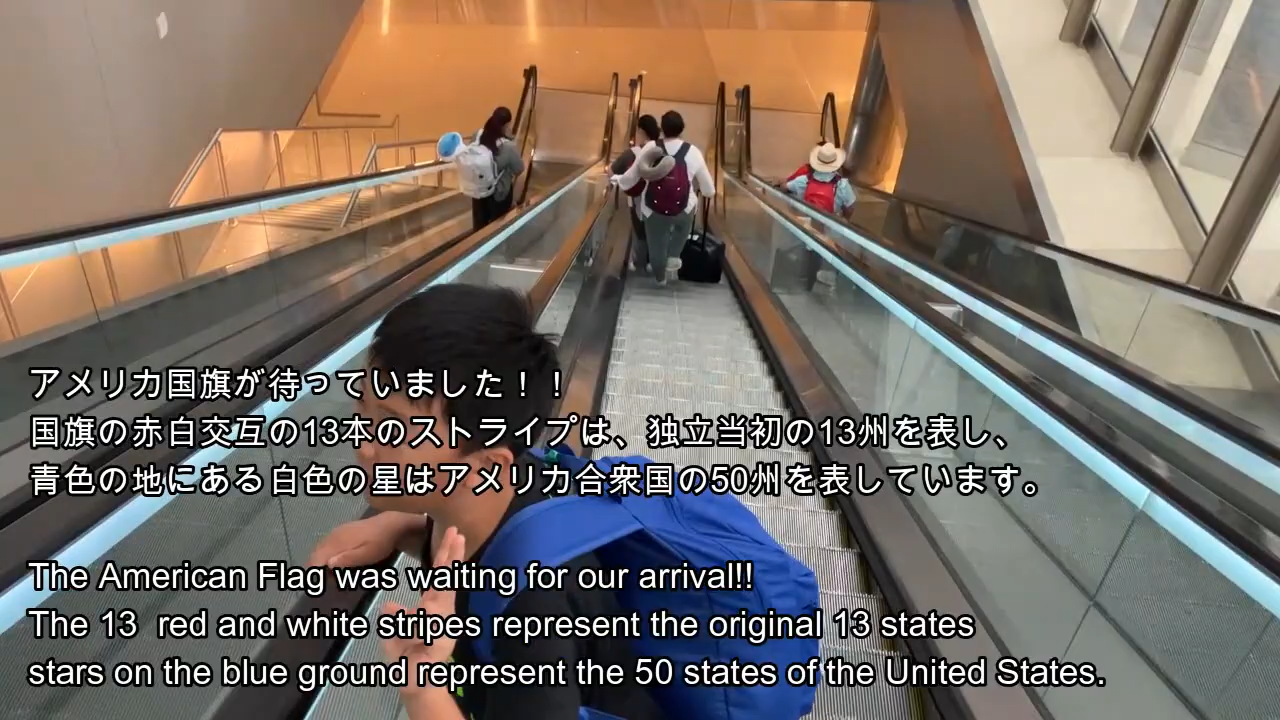 アメリカ国旗が待っていました！！
国旗の赤白交互の13本のストライプは、独立当初の13州を表し、
青色の地にある白色の星はアメリカ合衆国の50州を表しています。
The American Flag was waiting for our arrival!!
The 13  red and white stripes represent the original 13 states
stars on the blue ground represent the 50 states of the United States.